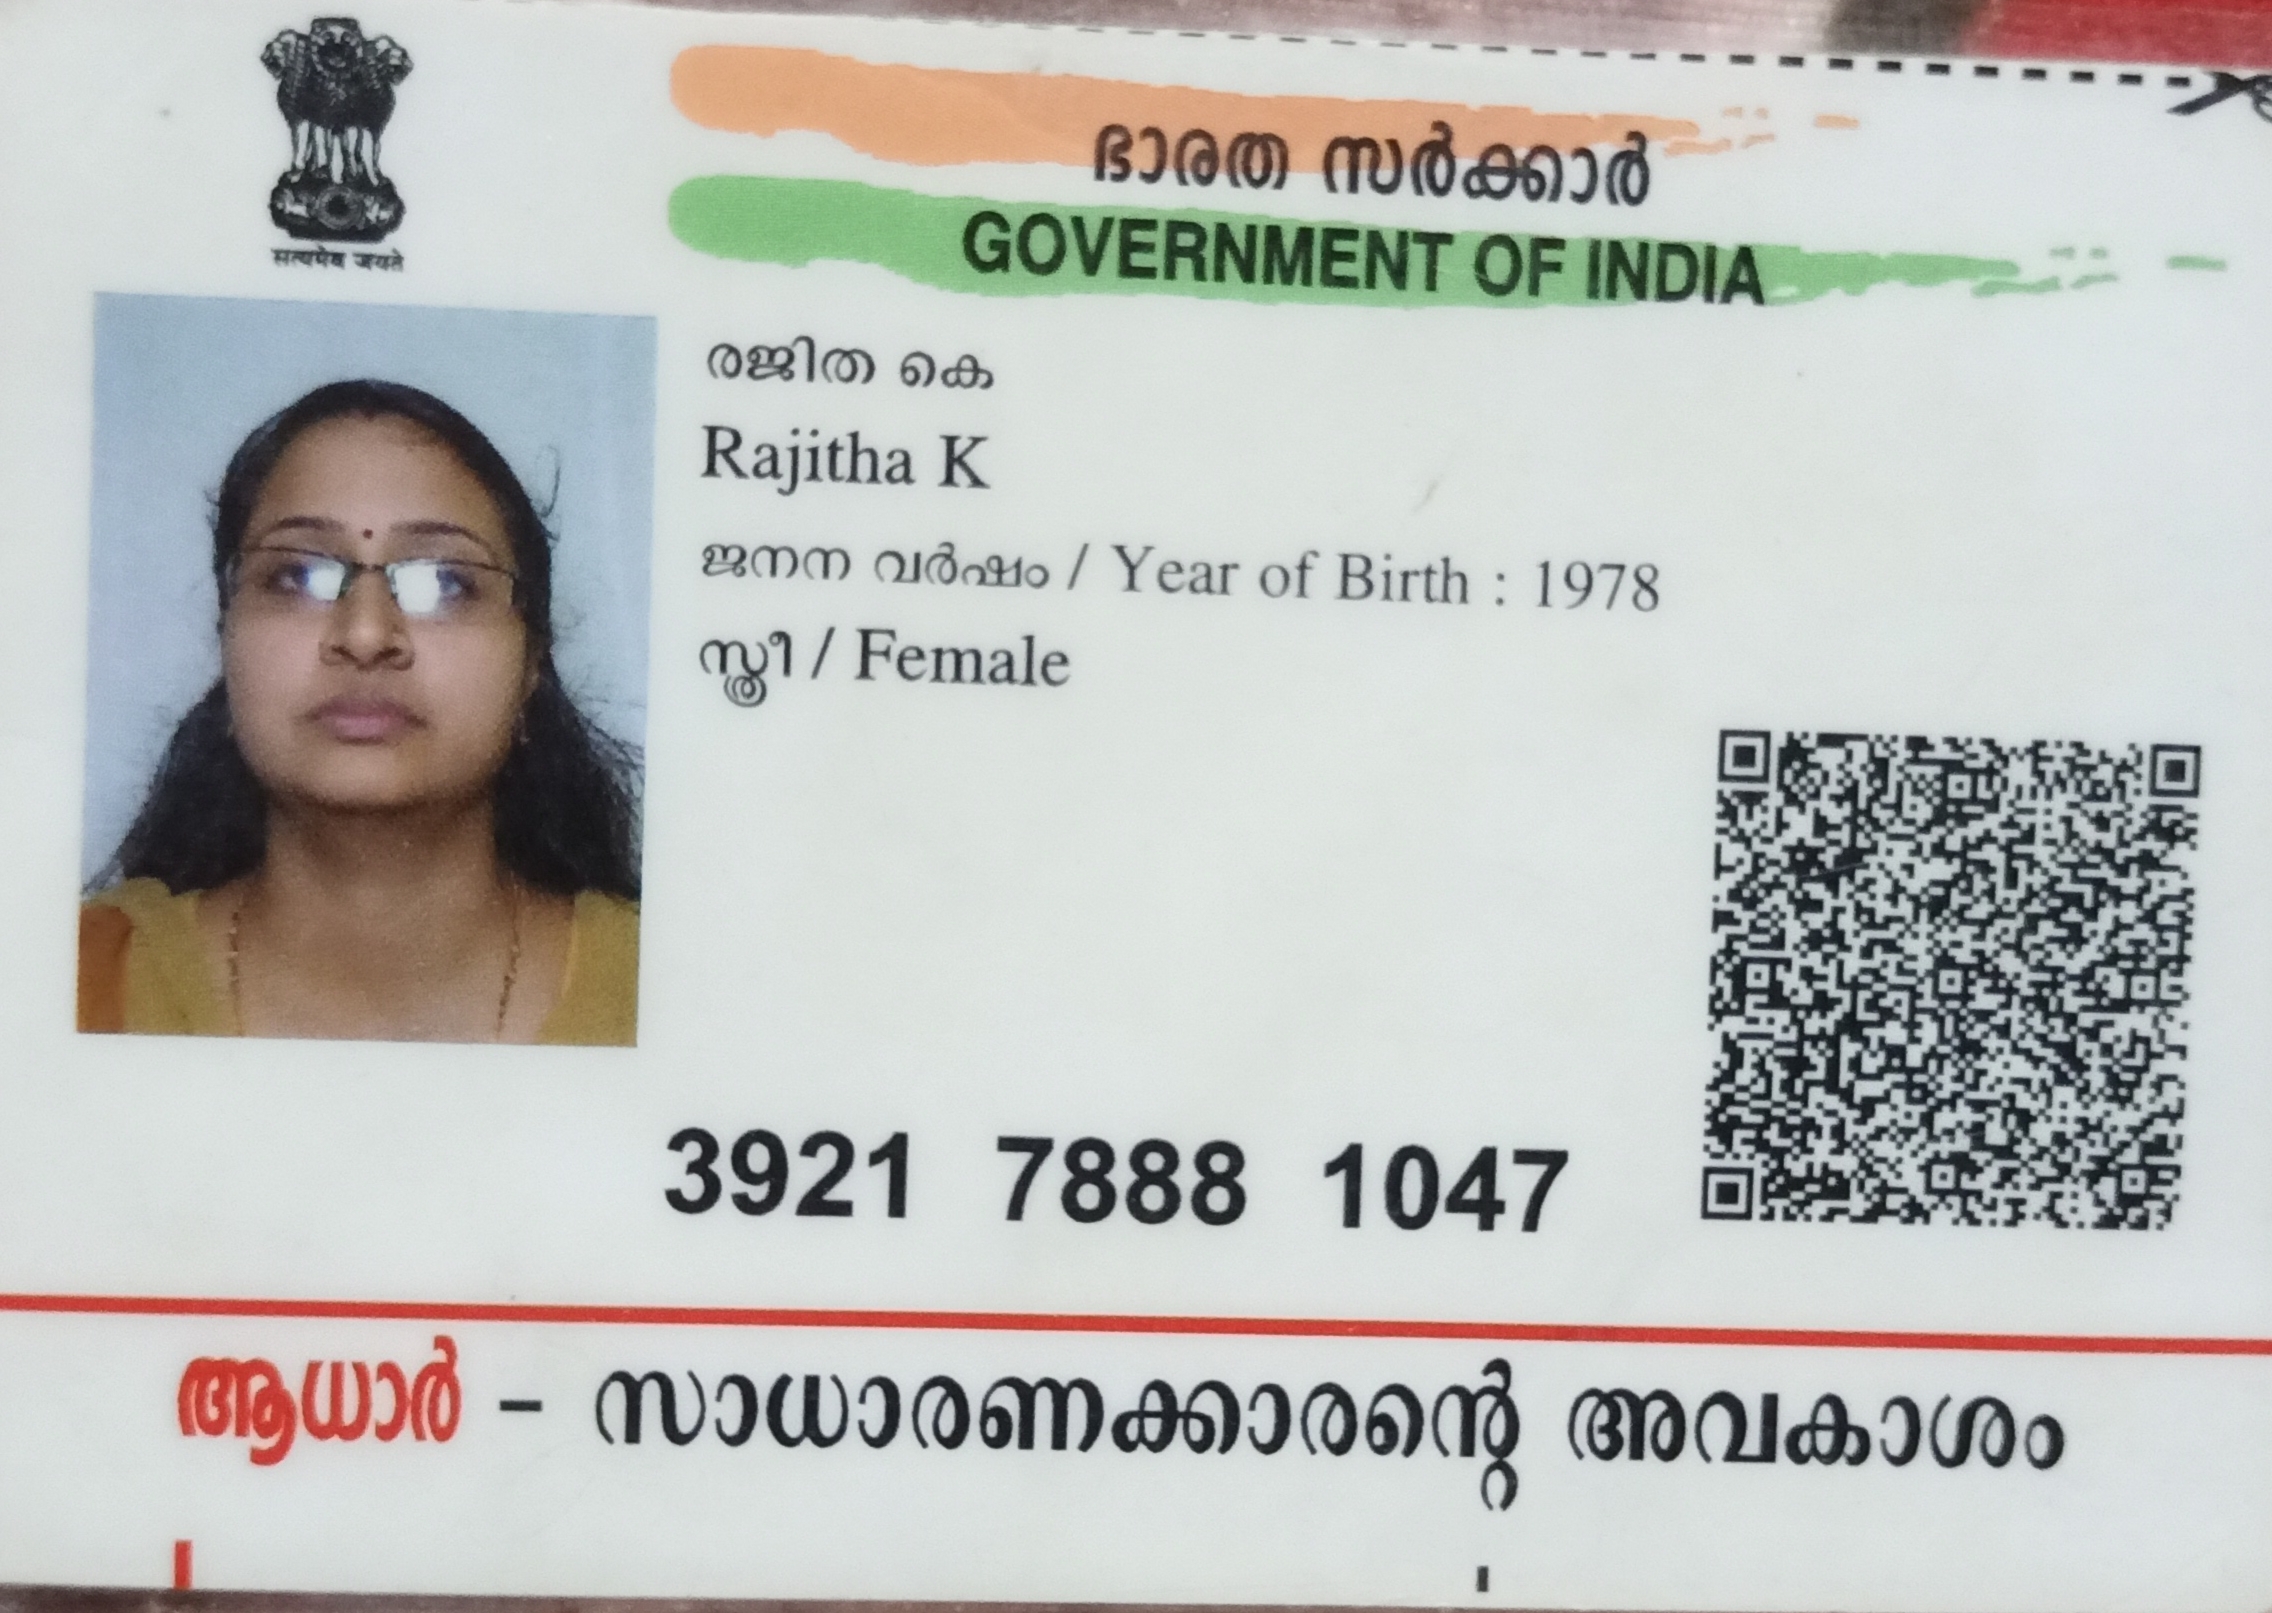 सत्यमेव जयते
ഭാരത സർക്കാർ
GOVERNMENT OF INDIA
രജിത കെ
Rajitha K
ജനന വർഷം / Year of Birth : 1978
സ്ത്രീ / Female
3921 7888 1047
ആധാർ - സാധാരണക്കാരന്റെ അവകാശം